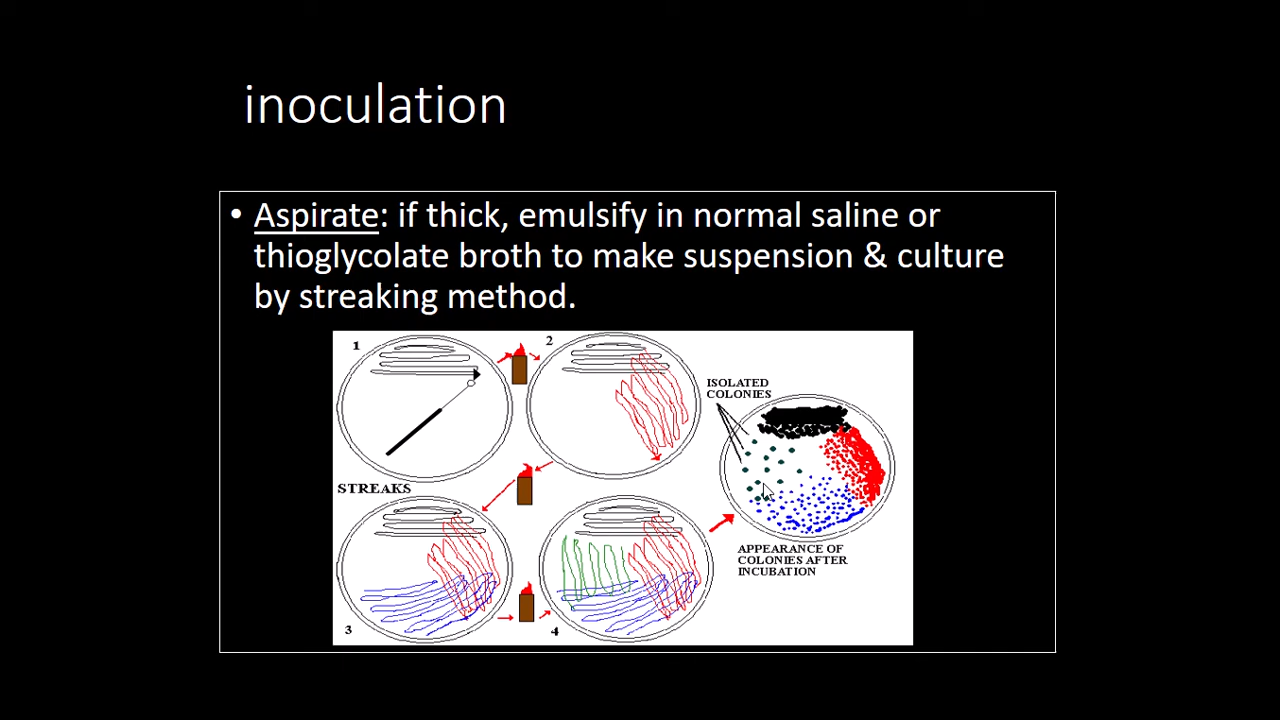 inoculation
• Aspirate: if thick, emulsify in normal saline or
thioglycolate broth to make suspension & culture
by streaking method.
1
2
ISOLATED
COLONIES
STREAKS
3
4
APPEARANCE OF
COLONIES AFTER
INCUBATION